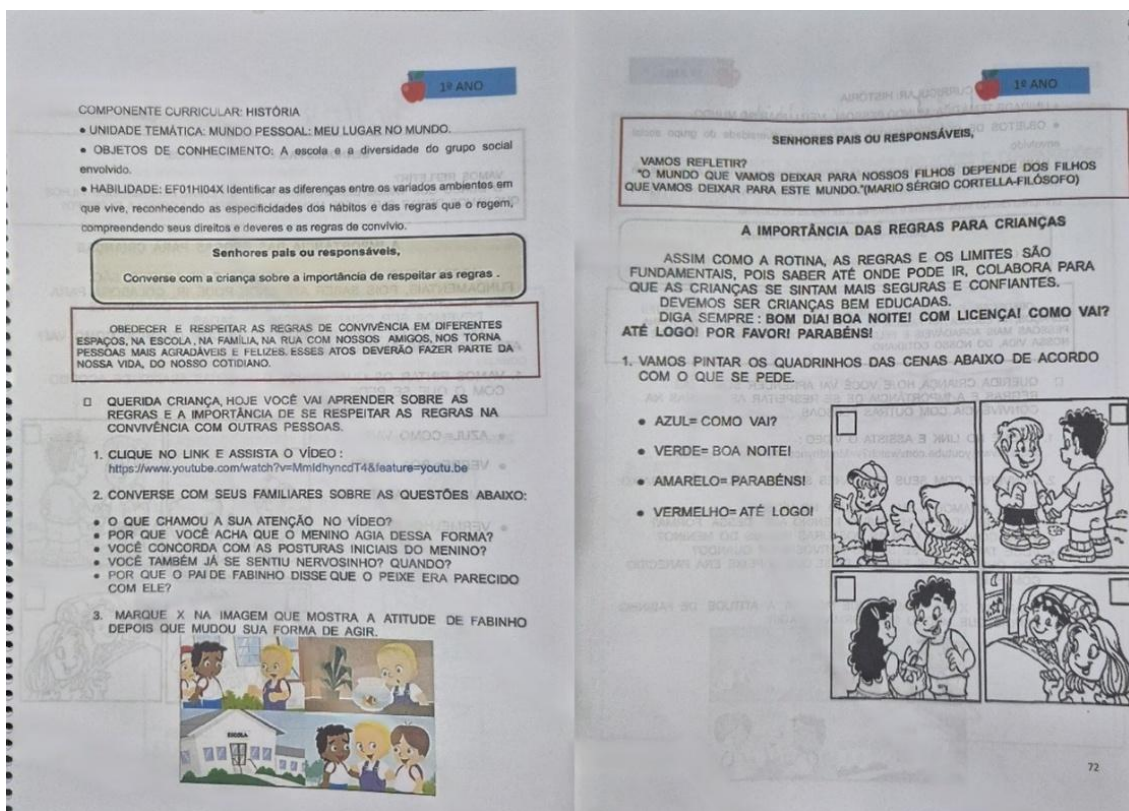 1º ANO
COMPONENTE CURRICULAR: HISTÓRIA
• UNIDADE TEMÁTICA: MUNDO PESSOAL: MEU LUGAR NO MUNDO.
• OBJETOS DE CONHECIMENTO: A escola e a diversidade do grupo social
envolvido.
• HABILIDADE: EF01HI04X Identificar as diferenças entre os variados ambientes em
que vive, reconhecendo as especificidades dos hábitos e das regras que o regem,
compreendendo seus direitos e deveres e as regras de convívio.
Senhores pais ou responsáveis,
Converse com a criança sobre a importância de respeitar as regras .
OBEDECER E RESPEITAR AS REGRAS DE CONVIVÊNCIA EM DIFERENTES
ESPAÇOS, NA ESCOLA, NA FAMÍLIA, NA RUA COM NOSSOS AMIGOS, NOS TORNA
PESSOAS MAIS AGRADÁVEIS E FELIZES. ESSES ATOS DEVERÃO FAZER PARTE DA
NOSSA VIDA, DO NOSSO COTIDIANO.
QUERIDA CRIANÇA, HOJE VOCÊ VAI APRENDER SOBRE AS
REGRAS E A IMPORTÂNCIA DE SE RESPEITAR AS REGRAS NA
CONVIVÊNCIA COM OUTRAS PESSOAS.
1. CLIQUE NO LINK E ASSISTA O VÍDEO :
https://www.youtube.com/watch?v=MmIdhyncdT4&feature=youtu.be
2. CONVERSE COM SEUS FAMILIARES SOBRE AS QUESTÕES ABAIXO:
• O QUE CHAMOU A SUA ATENÇÃO NO VÍDEO?
• POR QUE VOCÊ ACHA QUE O MENINO AGIA DESSA FORMA?
• VOCÊ CONCORDA COM AS POSTURAS INICIAIS DO MENINO?
• VOCÊ TAMBÉM JÁ SE SENTIU NERVOSINHO? QUANDO?
• POR QUE O PAI DE FABINHO DISSE QUE O PEIXE ERA PARECIDO
COM ELE?
3. MARQUE X NA IMAGEM QUE MOSTRA A ATITUDE DE FABINHO
DEPOIS QUE MUDOU SUA FORMA DE AGIR.
ESCOLA
1º ANO
SENHORES PAIS OU RESPONSÁVEIS,
VAMOS REFLETIR?
"O MUNDO QUE VAMOS DEIXAR PARA NOSSOS FILHOS DEPENDE DOS FILHOS
QUE VAMOS DEIXAR PARA ESTE MUNDO."(MARIO SÉRGIO CORTELLA-FILÓSOFO)
A IMPORTÂNCIA DAS REGRAS PARA CRIANÇAS
ASSIM COMO A ROTINA, AS REGRAS E OS LIMITES SÃO
FUNDAMENTAIS, POIS SABER ATÉ ONDE PODE IR, COLABORA PARA
QUE AS CRIANÇAS SE SINTAM MAIS SEGURAS E CONFIANTES.
DEVEMOS SER CRIANÇAS BEM EDUCADAS.
DIGA SEMPRE : BOM DIA! BOA NOITE! COM LICENÇA! COMO VAI?
ATÉ LOGO! POR FAVOR! PARABÉNS!
1. VAMOS PINTAR OS QUADRINHOS DAS CENAS ABAIXO DE ACORDO
COM O QUE SE PEDE.
• AZUL= COMO VAI?
• VERDE= BOA NOITE!
• AMARELO= PARABÉNS!
• VERMELHO= ATÉ LOGO!
72